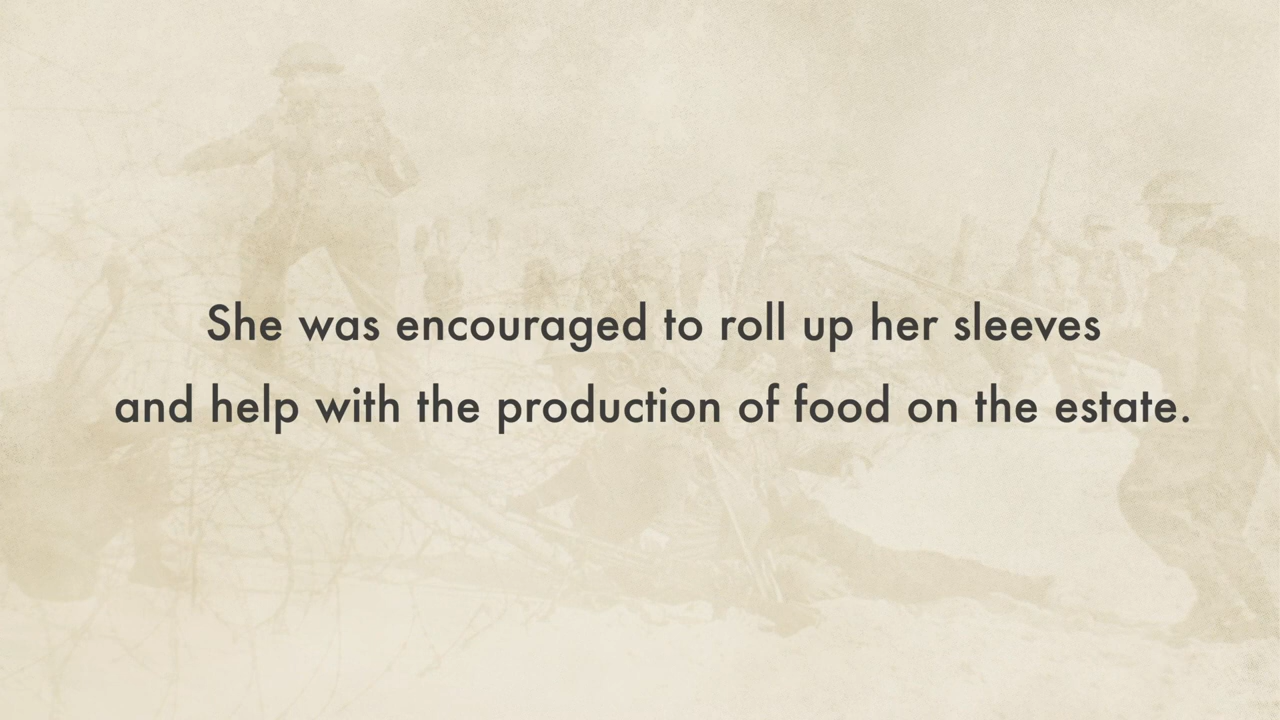 She was encouraged to roll up her sleeves
and help with the production of food on the estate.